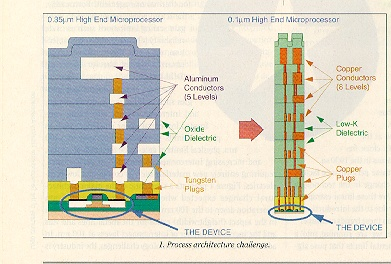 0.35µm High End Microprocessor
0.1µm High End Microprocessor
Aluminum
Conductors
(5 Levels)
Oxide
Dielectric
Tungsten
Plugs
THE DEVICE
Copper
Conductors
(8 Levels)
Low-K
Dielectric
Copper
Plugs
THE DEVICE
1. Process architecture challenge.